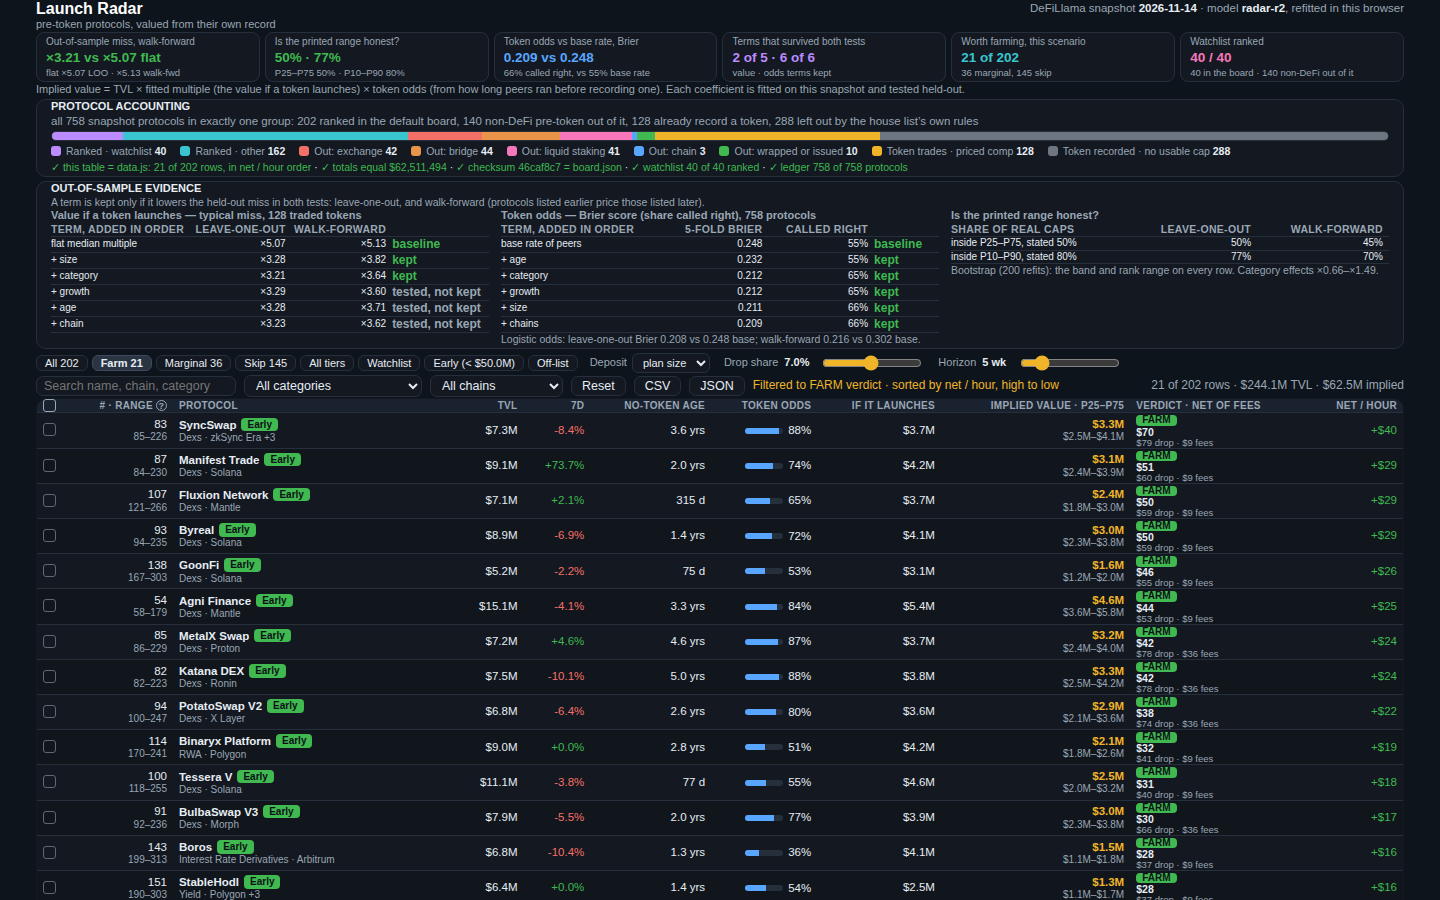 Launch Radar
DeFiLlama snapshot 2026-11-14 · model radar-r2, refitted in this browser
pre-token protocols, valued from their own record
Out-of-sample miss, walk-forward
×3.21 vs ×5.07 flat
flat ×5.07 LOO · ×5.13 walk-fwd
Is the printed range honest?
50% · 77%
P25–P75 50% · P10–P90 80%
Token odds vs base rate, Brier
0.209 vs 0.248
66% called right, vs 55% base rate
Terms that survived both tests
2 of 5 · 6 of 6
value · odds terms kept
Worth farming, this scenario
21 of 202
36 marginal, 145 skip
Watchlist ranked
40 / 40
40 in the board · 140 non-DeFi out of it
Implied value = TVL × fitted multiple (the value if a token launches) × token odds (from how long peers ran before recording one). Each coefficient is fitted on this snapshot and tested held-out.
PROTOCOL ACCOUNTING
all 758 snapshot protocols in exactly one group: 202 ranked in the default board, 140 non-DeFi pre-token out of it, 128 already record a token, 288 left out by the house list's own rules
Ranked · watchlist 40 Ranked · other 162 Out: exchange 42 Out: bridge 44 Out: liquid staking 41 Out: chain 3 Out: wrapped or issued 10 Token trades · priced comp 128 Token recorded · no usable cap 288
✓ this table = data.js: 21 of 202 rows, in net / hour order · ✓ totals equal $62,511,494 · ✓ checksum 46caf8c7 = board.json · ✓ watchlist 40 of 40 ranked · ✓ ledger 758 of 758 protocols
OUT-OF-SAMPLE EVIDENCE
A term is kept only if it lowers the held-out miss in both tests: leave-one-out, and walk-forward (protocols listed earlier price those listed later).
Value if a token launches — typical miss, 128 traded tokens
TERM, ADDED IN ORDER LEAVE-ONE-OUT WALK-FORWARD
flat median multiple ×5.07 ×5.13 baseline
+ size ×3.28 ×3.82 kept
+ category ×3.21 ×3.64 kept
+ growth ×3.29 ×3.60 tested, not kept
+ age ×3.28 ×3.71 tested, not kept
+ chain ×3.23 ×3.62 tested, not kept
Token odds — Brier score (share called right), 758 protocols
TERM, ADDED IN ORDER 5-FOLD BRIER CALLED RIGHT
base rate of peers 0.248 55% baseline
+ age 0.232 55% kept
+ category 0.212 65% kept
+ growth 0.212 65% kept
+ size 0.211 66% kept
+ chains 0.209 66% kept
Logistic odds: leave-one-out Brier 0.208 vs 0.248 base; walk-forward 0.216 vs 0.302 base.
Is the printed range honest?
SHARE OF REAL CAPS LEAVE-ONE-OUT WALK-FORWARD
inside P25–P75, stated 50% 50% 45%
inside P10–P90, stated 80% 77% 70%
Bootstrap (200 refits): the band and rank range on every row. Category effects ×0.66–×1.49.
All 202 Farm 21 Marginal 36 Skip 145 All tiers Watchlist Early (< $50.0M) Off-list Deposit plan size Drop share 7.0% Horizon 5 wk
Search name, chain, category All categories All chains Reset CSV JSON Filtered to FARM verdict · sorted by net / hour, high to low 21 of 202 rows · $244.1M TVL · $62.5M implied
# · RANGE ? PROTOCOL TVL 7D NO-TOKEN AGE TOKEN ODDS IF IT LAUNCHES IMPLIED VALUE · P25–P75 VERDICT · NET OF FEES NET / HOUR
83 SyncSwap Early $7.3M -8.4% 3.6 yrs 88% $3.7M $3.3M FARM $70 +$40
85–226 Dexs · zkSync Era +3 $2.5M–$4.1M $79 drop · $9 fees
87 Manifest Trade Early $9.1M +73.7% 2.0 yrs 74% $4.2M $3.1M FARM $51 +$29
84–230 Dexs · Solana $2.4M–$3.9M $60 drop · $9 fees
107 Fluxion Network Early $7.1M +2.1% 315 d 65% $3.7M $2.4M FARM $50 +$29
121–266 Dexs · Mantle $1.8M–$3.0M $59 drop · $9 fees
93 Byreal Early $8.9M -6.9% 1.4 yrs 72% $4.1M $3.0M FARM $50 +$29
94–235 Dexs · Solana $2.3M–$3.8M $59 drop · $9 fees
138 GoonFi Early $5.2M -2.2% 75 d 53% $3.1M $1.6M FARM $46 +$26
167–303 Dexs · Solana $1.2M–$2.0M $55 drop · $9 fees
54 Agni Finance Early $15.1M -4.1% 3.3 yrs 84% $5.4M $4.6M FARM $44 +$25
58–179 Dexs · Mantle $3.6M–$5.8M $53 drop · $9 fees
85 MetalX Swap Early $7.2M +4.6% 4.6 yrs 87% $3.7M $3.2M FARM $42 +$24
86–229 Dexs · Proton $2.4M–$4.0M $78 drop · $36 fees
82 Katana DEX Early $7.5M -10.1% 5.0 yrs 88% $3.8M $3.3M FARM $42 +$24
82–223 Dexs · Ronin $2.5M–$4.2M $78 drop · $36 fees
94 PotatoSwap V2 Early $6.8M -6.4% 2.6 yrs 80% $3.6M $2.9M FARM $38 +$22
100–247 Dexs · X Layer $2.1M–$3.6M $74 drop · $36 fees
114 Binaryx Platform Early $9.0M +0.0% 2.8 yrs 51% $4.2M $2.1M FARM $32 +$19
170–241 RWA · Polygon $1.8M–$2.6M $41 drop · $9 fees
100 Tessera V Early $11.1M -3.8% 77 d 55% $4.6M $2.5M FARM $31 +$18
118–255 Dexs · Solana $2.0M–$3.2M $40 drop · $9 fees
91 BulbaSwap V3 Early $7.9M -5.5% 2.0 yrs 77% $3.9M $3.0M FARM $30 +$17
92–236 Dexs · Morph $2.3M–$3.8M $66 drop · $36 fees
143 Boros Early $6.8M -10.4% 1.3 yrs 36% $4.1M $1.5M FARM $28 +$16
199–313 Interest Rate Derivatives · Arbitrum $1.1M–$1.8M $37 drop · $9 fees
151 StableHodl Early $6.4M +0.0% 1.4 yrs 54% $2.5M $1.3M FARM $28 +$16
190–303 Yield · Polygon +3 $1.1M–$1.7M $37 drop · $9 fees